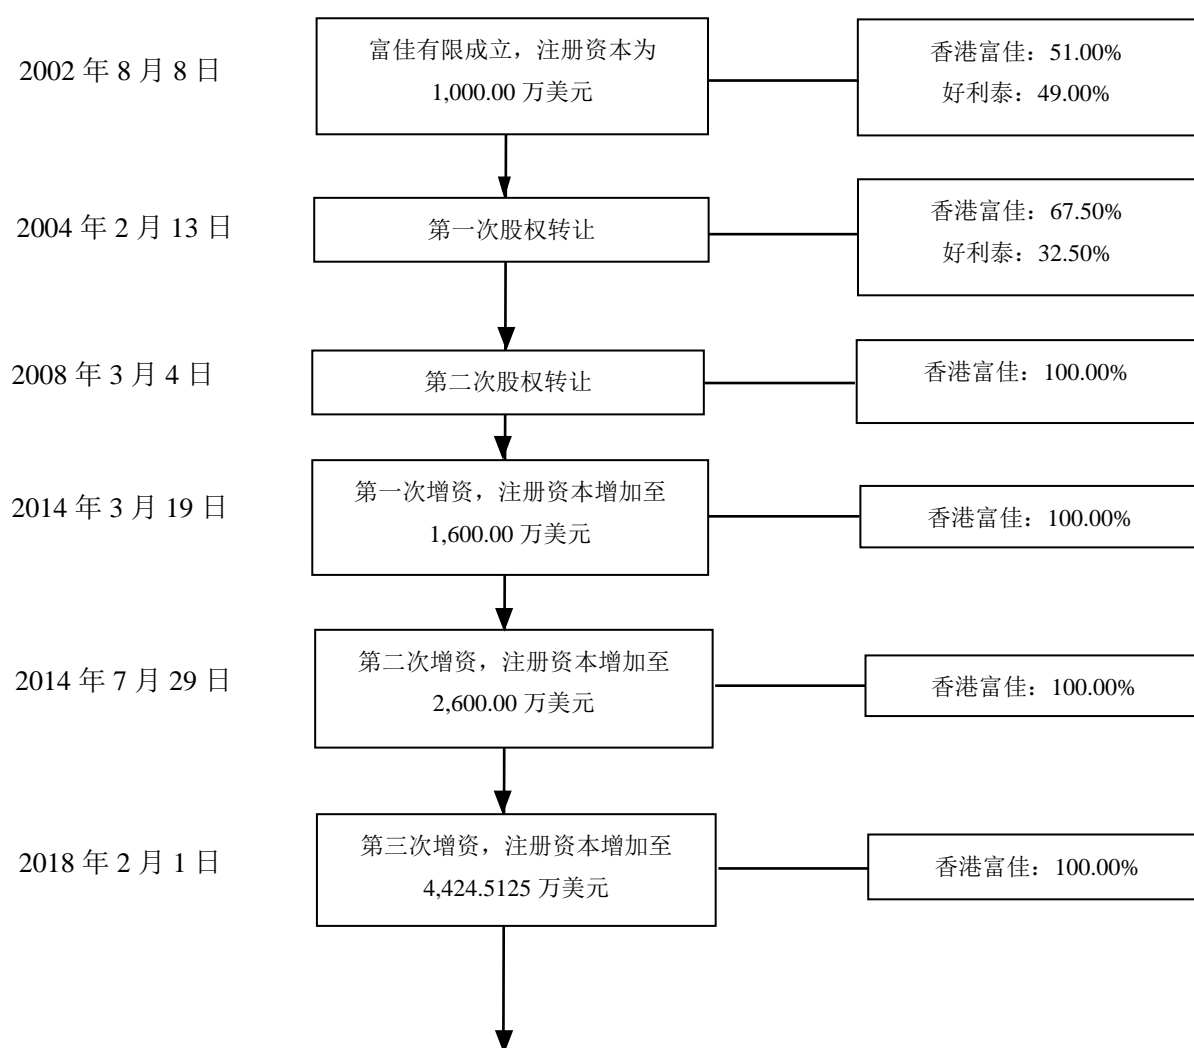 2002 年 8 月 8 日
富佳有限成立，注册资本为
1,000.00 万美元
香港富佳：51.00%
好利泰：49.00%
2004 年 2 月 13 日
第一次股权转让
香港富佳：67.50%
好利泰：32.50%
2008 年 3 月 4 日
第二次股权转让
香港富佳：100.00%
2014 年 3 月 19 日
第一次增资，注册资本增加至
1,600.00 万美元
香港富佳：100.00%
2014 年 7 月 29 日
第二次增资，注册资本增加至
2,600.00 万美元
香港富佳：100.00%
2018 年 2 月 1 日
第三次增资，注册资本增加至
4,424.5125 万美元
香港富佳：100.00%